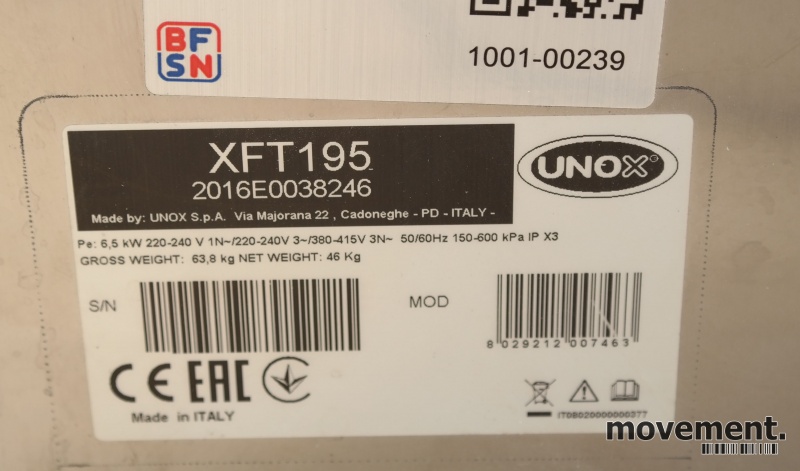 BF
SN
1001-00239
XFT195
2016E0038246
Made by: UNOX S.p.A. Via Majorana 22 , Cadoneghe - PD - ITALY -
UNOX
Pe: 6,5 kW 220-240 V 1N~/220-240V 3~/380-415V 3N~ 50/60Hz 150-600 kPa IP X3
GROSS WEIGHT: 63,8 kg NET WEIGHT: 46 Kg
S/N
MOD
8 029212 007463
CE EAC
Made in ITALY
IT08020000000377
movement.